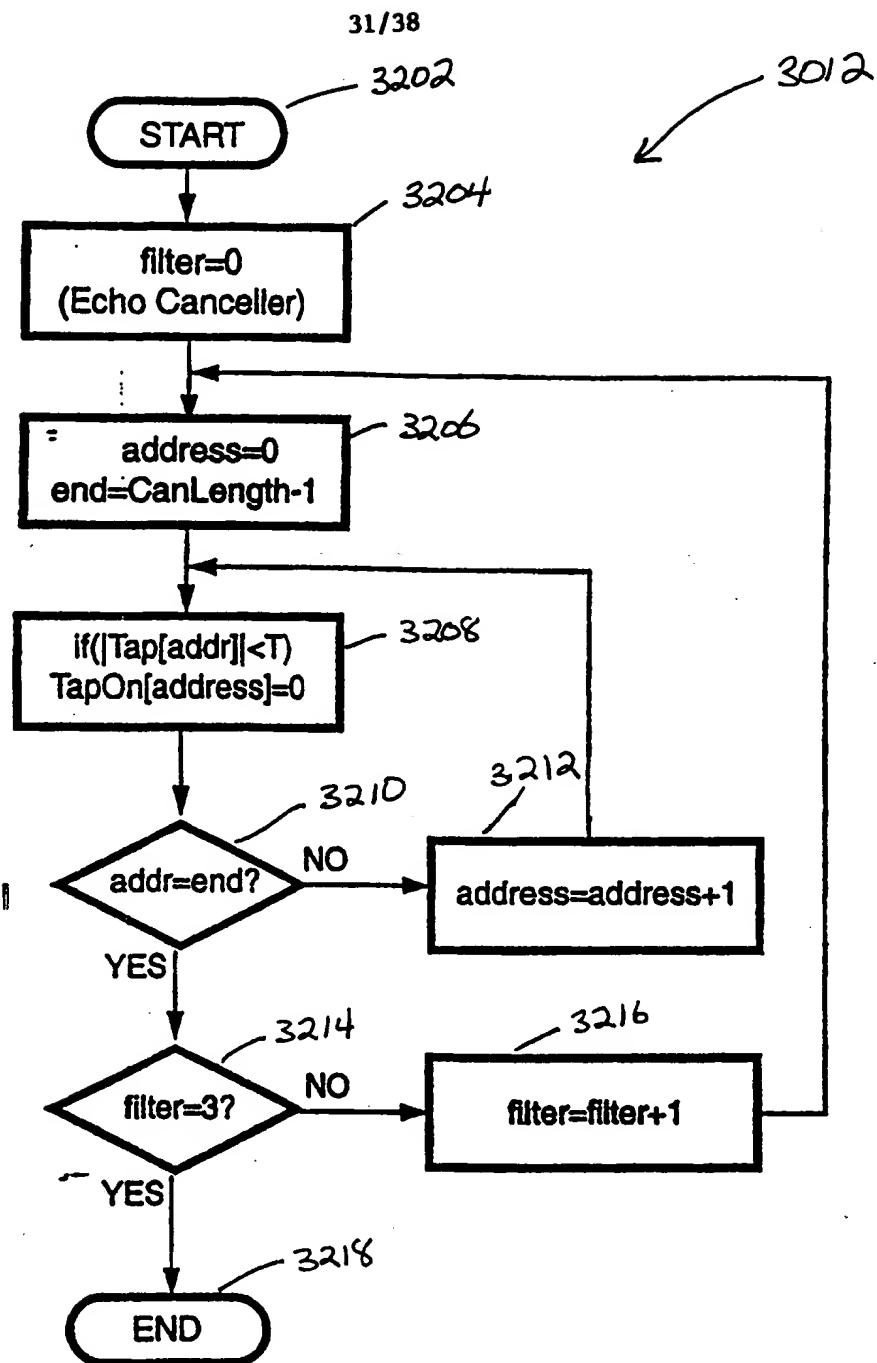 31/38
3202
3012
START
3204
filter=0
(Echo Canceller)
3206
address=0
end=CanLength-1
3208
if(|Tap[addr]|<T)
TapOn[address]=0
3210
3212
addr=end?
NO
address=address+1
YES
3214
3216
filter=3?
NO
filter=filter+1
YES
3218
END